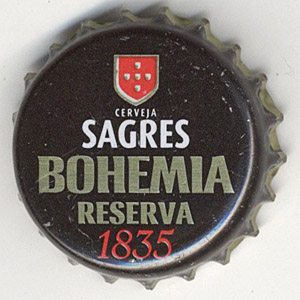 CERVEJA
SAGRES
BOHEMIA
RESERVA
1835